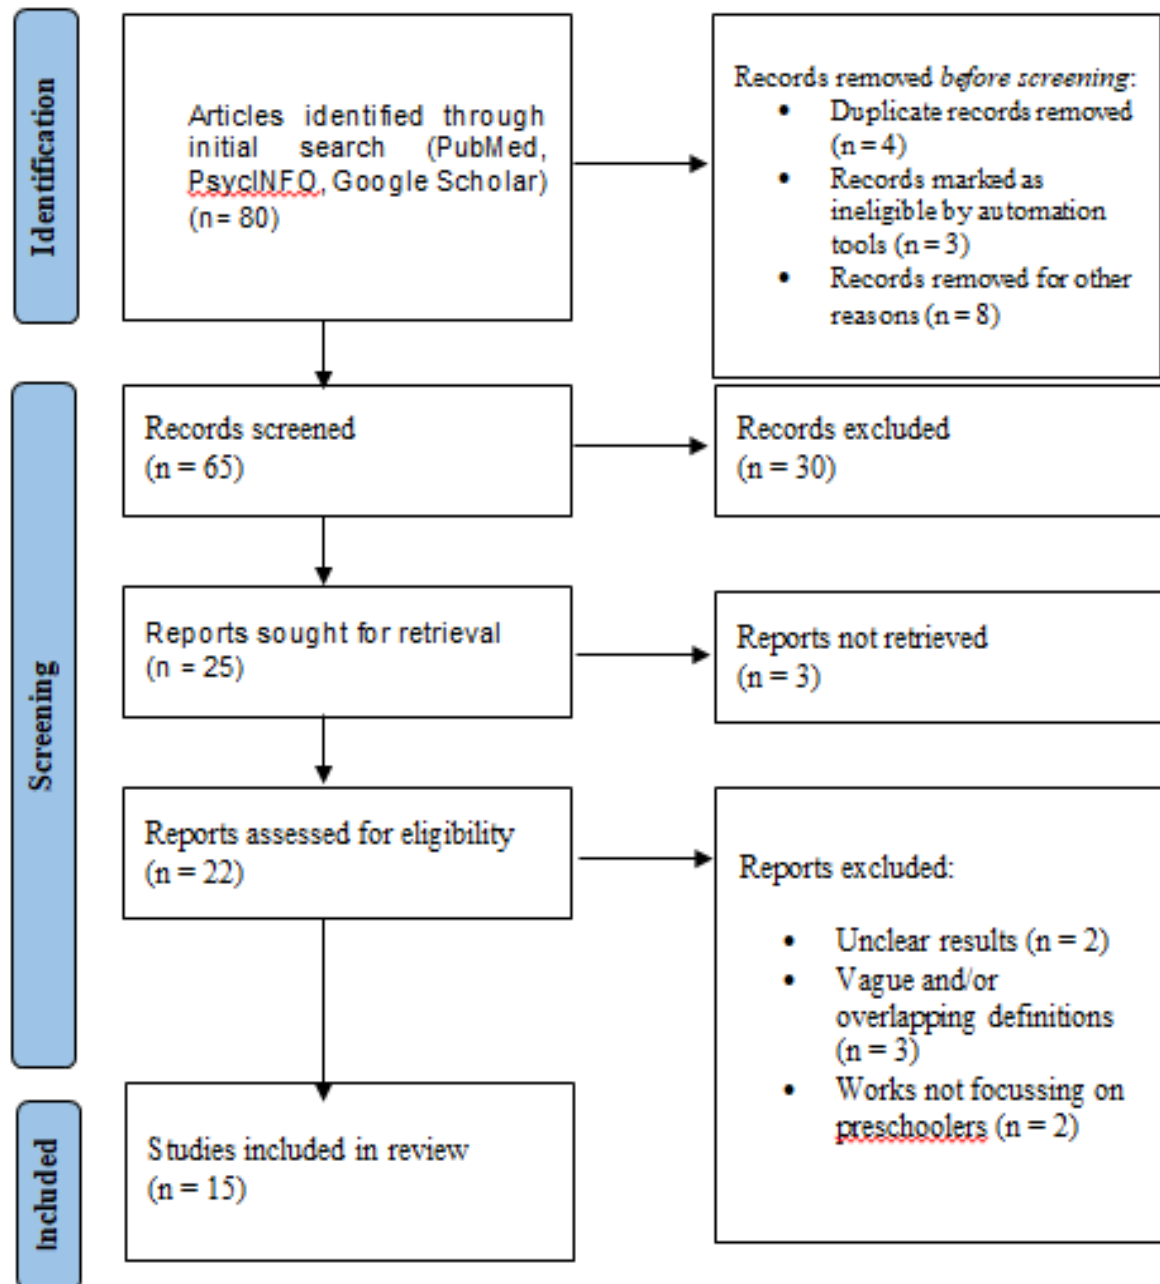 Identification
Articles identified through
initial search (PubMed,
PsycINFO, Google Scholar)
(n= 80)
Records removed before screening:
• Duplicate records removed
(n = 4)
• Records marked as
ineligible by automation
tools (n = 3)
• Records removed for other
reasons (n = 8)
Screening
Records screened
(n = 65)
Records excluded
(n = 30)
Reports sought for retrieval
(n = 25)
Reports not retrieved
(n = 3)
Reports assessed for eligibility
(n = 22)
Reports excluded:
• Unclear results (n = 2)
• Vague and/or
overlapping definitions
(n = 3)
• Works not focussing on
preschoolers (n = 2)
Included
Studies included in review
(n = 15)